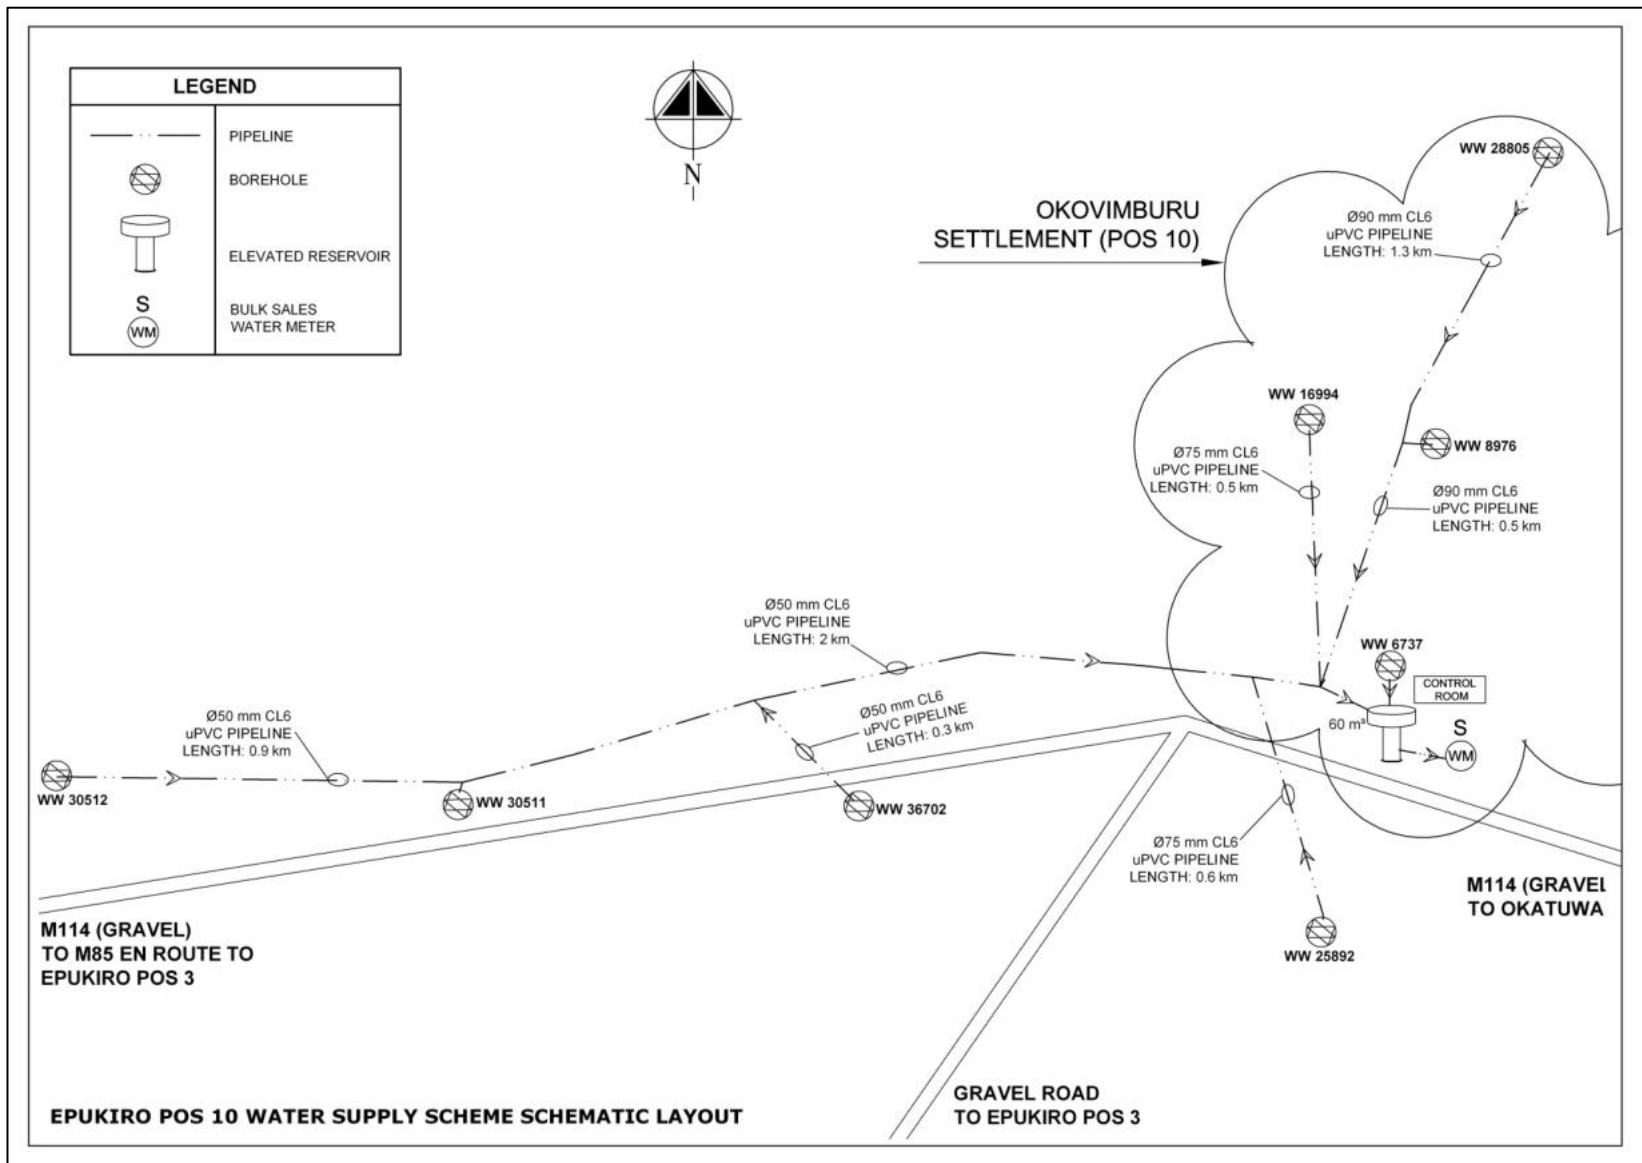 LEGEND
PIPELINE
BOREHOLE
ELEVATED RESERVOIR
S
WM
BULK SALES
WATER METER
N
OKOVIMBURU
SETTLEMENT (POS 10)
WW 28805
Ø90 mm CL6
uPVC PIPELINE
LENGTH: 1.3 km
WW 16994
WW 8976
Ø75 mm CL6
uPVC PIPELINE
LENGTH: 0.5 km
Ø90 mm CL6
uPVC PIPELINE
LENGTH: 0.5 km
Ø50 mm CL6
uPVC PIPELINE
LENGTH: 2 km
WW 6737
CONTROL
ROOM
60 m³
S
WM
Ø50 mm CL6
uPVC PIPELINE
LENGTH: 0.9 km
Ø50 mm CL6
uPVC PIPELINE
LENGTH: 0.3 km
WW 30512
WW 30511
WW 36702
Ø75 mm CL6
uPVC PIPELINE
LENGTH: 0.6 km
WW 25892
M114 (GRAVEL
TO OKATUWA
M114 (GRAVEL)
TO M85 EN ROUTE TO
EPUKIRO POS 3
GRAVEL ROAD
TO EPUKIRO POS 3
EPUKIRO POS 10 WATER SUPPLY SCHEME SCHEMATIC LAYOUT